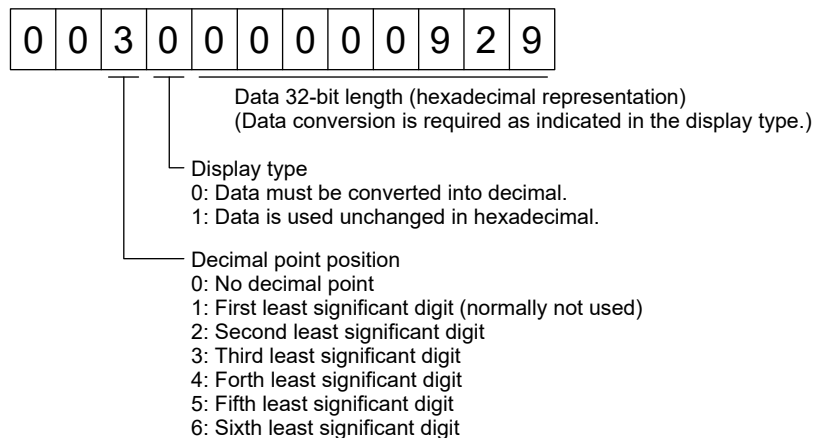 0 0 3 0 0 0 0 0 0 9 2 9
Data 32-bit length (hexadecimal representation)
(Data conversion is required as indicated in the display type.)
Display type
0: Data must be converted into decimal.
1: Data is used unchanged in hexadecimal.
Decimal point position
0: No decimal point
1: First least significant digit (normally not used)
2: Second least significant digit
3: Third least significant digit
4: Forth least significant digit
5: Fifth least significant digit
6: Sixth least significant digit